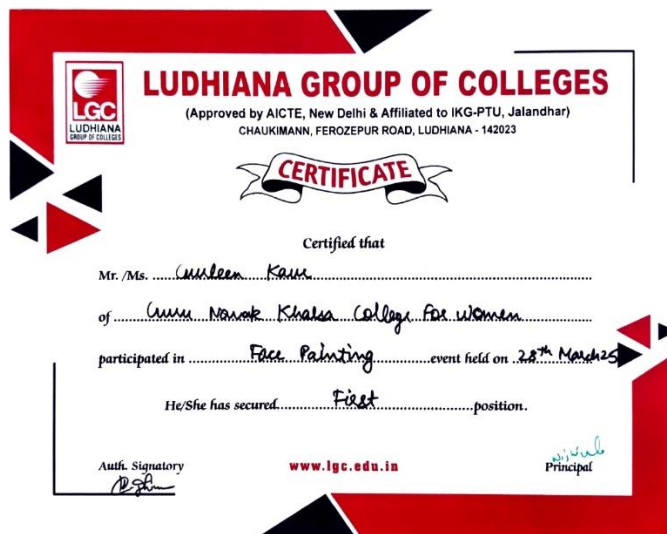 LGC
LUDHIANA
GROUP OF COLLEGES
LUDHIANA GROUP OF COLLEGES
(Approved by AICTE, New Delhi & Affiliated to IKG-PTU, Jalandhar)
CHAUKIMANN, FEROZEPUR ROAD, LUDHIANA - 142023
CERTIFICATE
Certified that
Mr. /Ms. Gurleen Kaur
of Guru Nanak Khalsa College For Women
participated in Face Painting event held on 28th March 25
He/She has secured First position.
Auth. Signatory
www.lgc.edu.in
Principal